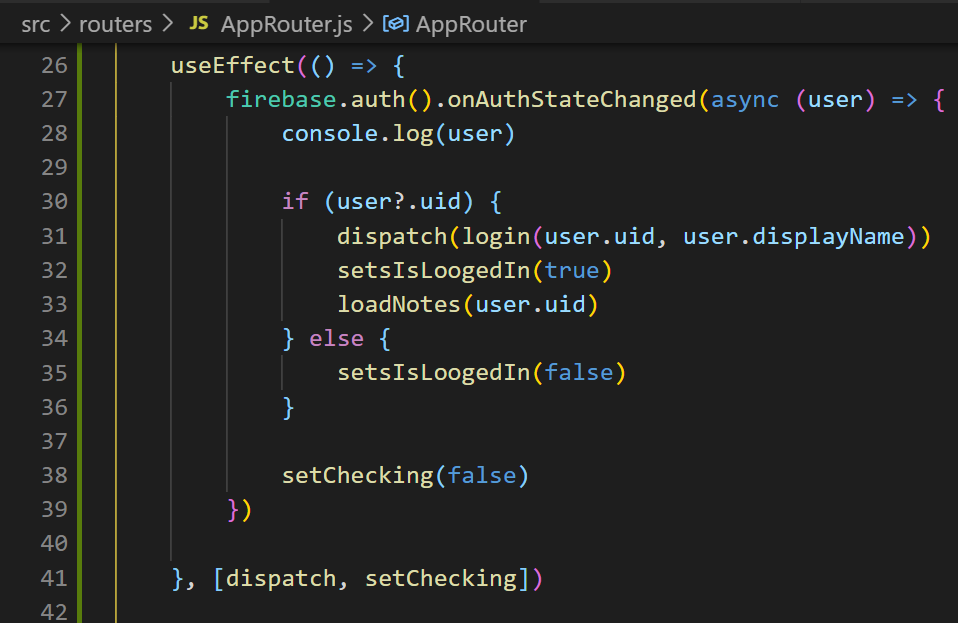 src > routers > JS AppRouter.js > AppRouter
26 useEffect(() => {
27 firebase.auth().onAuthStateChanged(async (user) => {
28 console.log(user)
29
30 if (user?.uid) {
31 dispatch(login(user.uid, user.displayName))
32 setsIsLoogedIn(true)
33 loadNotes(user.uid)
34 } else {
35 setsIsLoogedIn(false)
36 }
37
38 setChecking(false)
39 })
40
41 }, [dispatch, setChecking])
42